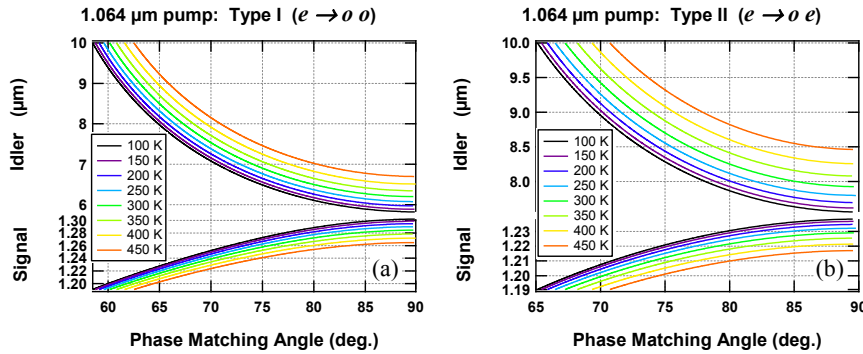 1.064 µm pump: Type I (e → o o)
Idler (µm)
Signal
10
9
8
7
6
1.30
1.28
1.26
1.24
1.22
1.20
100 K
150 K
200 K
250 K
300 K
350 K
400 K
450 K
(a)
60
65
70
75
80
85
90
Phase Matching Angle (deg.)
1.064 µm pump: Type II (e → o e)
Idler (µm)
Signal
10.0
9.5
9.0
8.5
8.0
1.23
1.22
1.21
1.20
1.19
100 K
150 K
200 K
250 K
300 K
350 K
400 K
450 K
(b)
65
70
75
80
85
90
Phase Matching Angle (deg.)